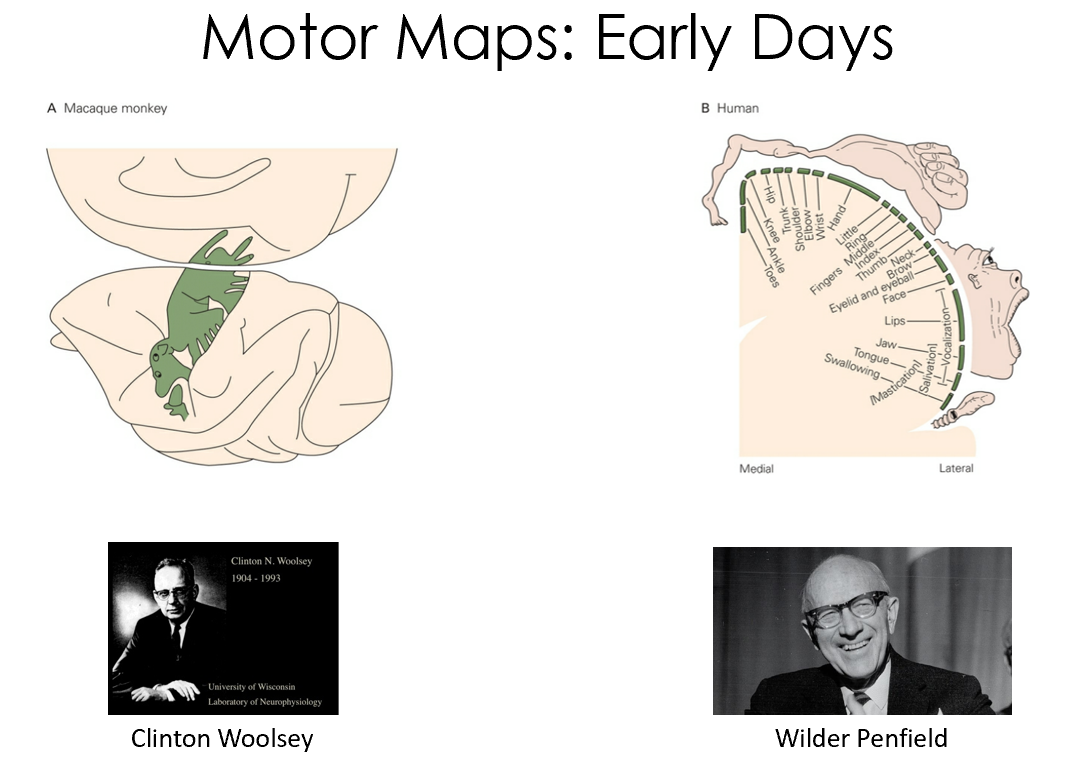 Motor Maps: Early Days
A Macaque monkey
B Human
Hip
Knee
Ankle
Toes
Trunk
Shoulder
Elbow
Wrist
Hand
Little
Ring
Middle
Index
Thumb
Fingers
Neck
Brow
Eyelid and eyeball
Face
Lips
Jaw
Tongue
Swallowing
[Mastication]
[Salivation]
Vocalization
Medial
Lateral
Clinton N. Woolsey
1904 - 1993
University of Wisconsin
Laboratory of Neurophysiology
Clinton Woolsey
Wilder Penfield